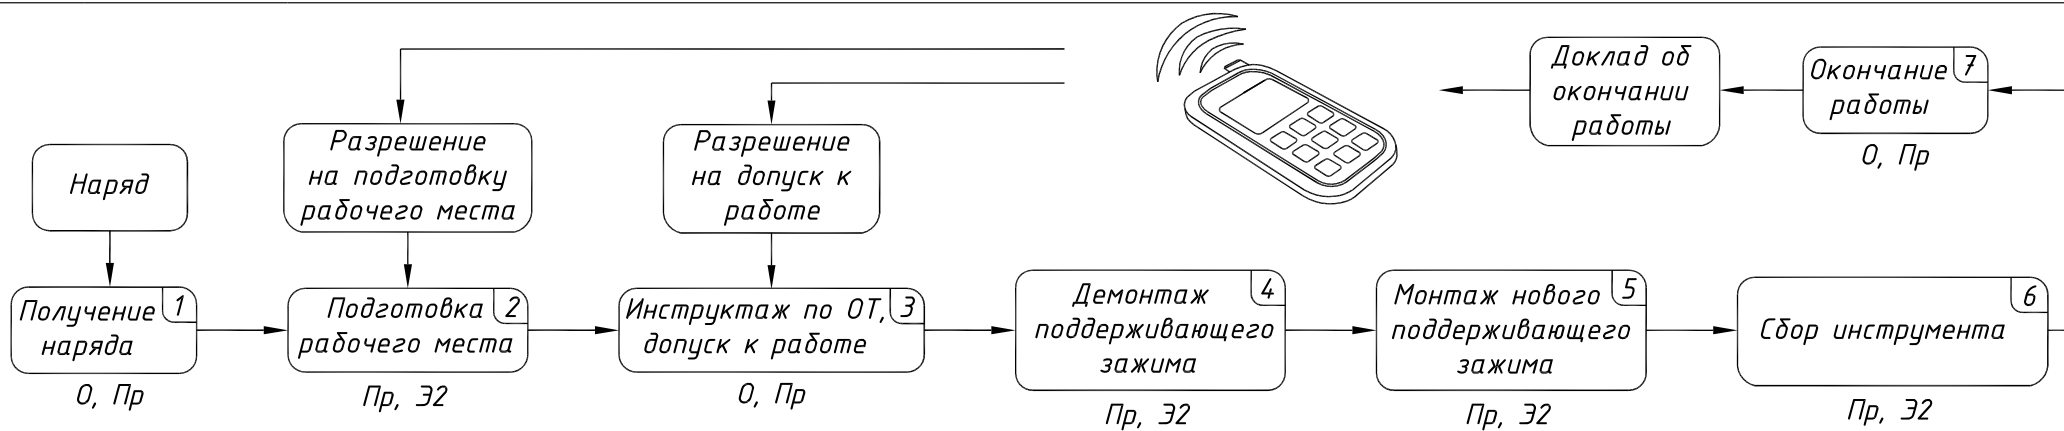 Наряд
Разрешение
на подготовку
рабочего места
Разрешение
на допуск к
работе
Доклад об
окончании
работы
Окончание 7
работы
О, Пр
Получение 1
наряда
О, Пр
Подготовка 2
рабочего места
Пр, Э2
Инструктаж по ОТ, 3
допуск к работе
О, Пр
Демонтаж 4
поддерживающего
зажима
Пр, Э2
Монтаж нового 5
поддерживающего
зажима
Пр, Э2
Сбор инструмента 6
Пр, Э2